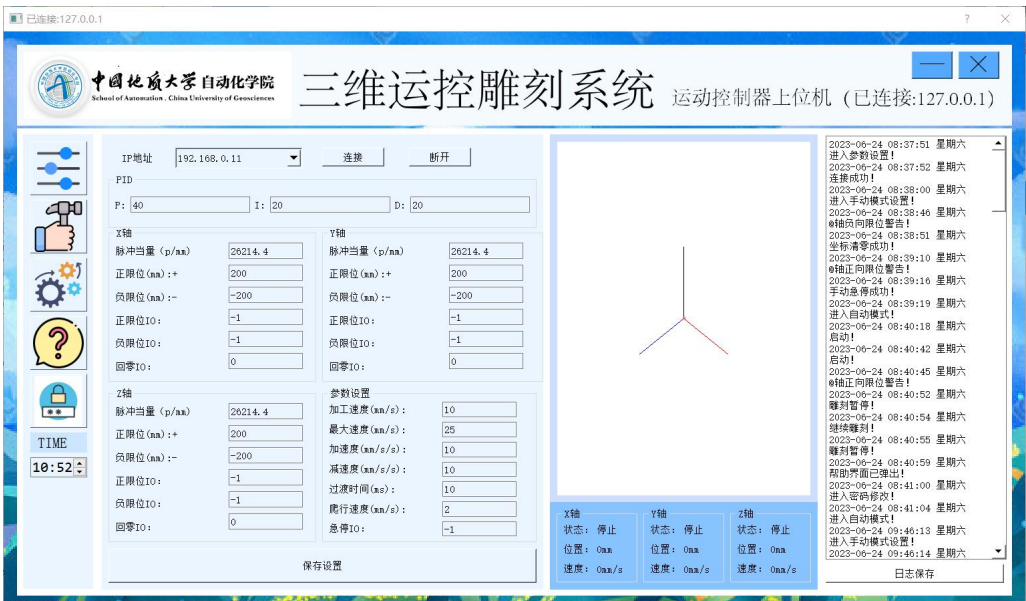 已连接:127.0.0.1
中国地质大学 自动化学院
School of Automation . China University of Geosciences
三维运控雕刻系统 运动控制器上位机 (已连接:127.0.0.1)
IP地址 192.168.0.11 连接 断开
PID
P: 40 I: 20 D: 20
X轴
脉冲当量 (p/mm) 26214.4
正限位(mm):+ 200
负限位(mm):- -200
正限位IO: -1
负限位IO: -1
回零IO: 0
Y轴
脉冲当量 (p/mm) 26214.4
正限位(mm):+ 200
负限位(mm):- -200
正限位IO: -1
负限位IO: -1
回零IO: 0
Z轴
脉冲当量 (p/mm) 26214.4
正限位(mm):+ 200
负限位(mm):- -200
正限位IO: -1
负限位IO: -1
回零IO: 0
参数设置
加工速度(mm/s): 10
最大速度(mm/s): 25
加速度(mm/s/s): 10
减速度(mm/s/s): 10
过渡时间(ms): 10
爬行速度(mm/s): 2
急停IO: -1
保存设置
TIME
10:52
X轴
状态: 停止
位置: 0mm
速度: 0mm/s
Y轴
状态: 停止
位置: 0mm
速度: 0mm/s
Z轴
状态: 停止
位置: 0mm
速度: 0mm/s
2023-06-24 08:37:51 星期六
进入参数设置!
2023-06-24 08:37:52 星期六
连接成功!
2023-06-24 08:38:00 星期六
进入手动模式设置!
2023-06-24 08:38:46 星期六
@轴负向限位警告!
2023-06-24 08:38:51 星期六
坐标清零成功!
2023-06-24 08:39:10 星期六
@轴正向限位警告!
2023-06-24 08:39:16 星期六
手动急停成功!
2023-06-24 08:39:19 星期六
进入自动模式!
2023-06-24 08:40:18 星期六
启动!
2023-06-24 08:40:42 星期六
启动!
2023-06-24 08:40:45 星期六
@轴正向限位警告!
2023-06-24 08:40:52 星期六
雕刻暂停!
2023-06-24 08:40:54 星期六
继续雕刻!
2023-06-24 08:40:55 星期六
雕刻暂停!
2023-06-24 08:40:59 星期六
帮助界面已弹出!
2023-06-24 08:41:00 星期六
进入密码修改!
2023-06-24 08:41:04 星期六
进入自动模式!
2023-06-24 09:46:13 星期六
进入手动模式设置!
2023-06-24 09:46:14 星期六
日志保存